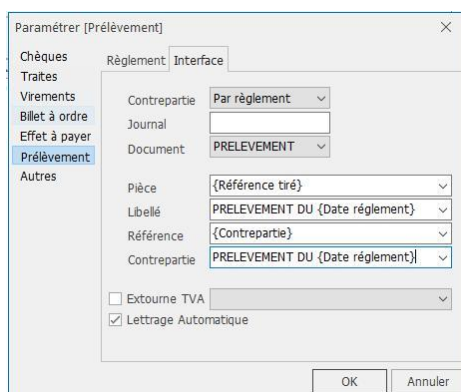 Paramétrer [Prélèvement]
Chèques
Traites
Virements
Billet à ordre
Effet à payer
Prélèvement
Autres
Règlement Interface
Contrepartie Par règlement
Journal
Document PRELEVEMENT
Pièce {Référence tiré}
Libellé PRELEVEMENT DU {Date réglement}
Référence {Contrepartie}
Contrepartie PRELEVEMENT DU {Date réglement}
Extourne TVA
Lettrage Automatique
OK Annuler